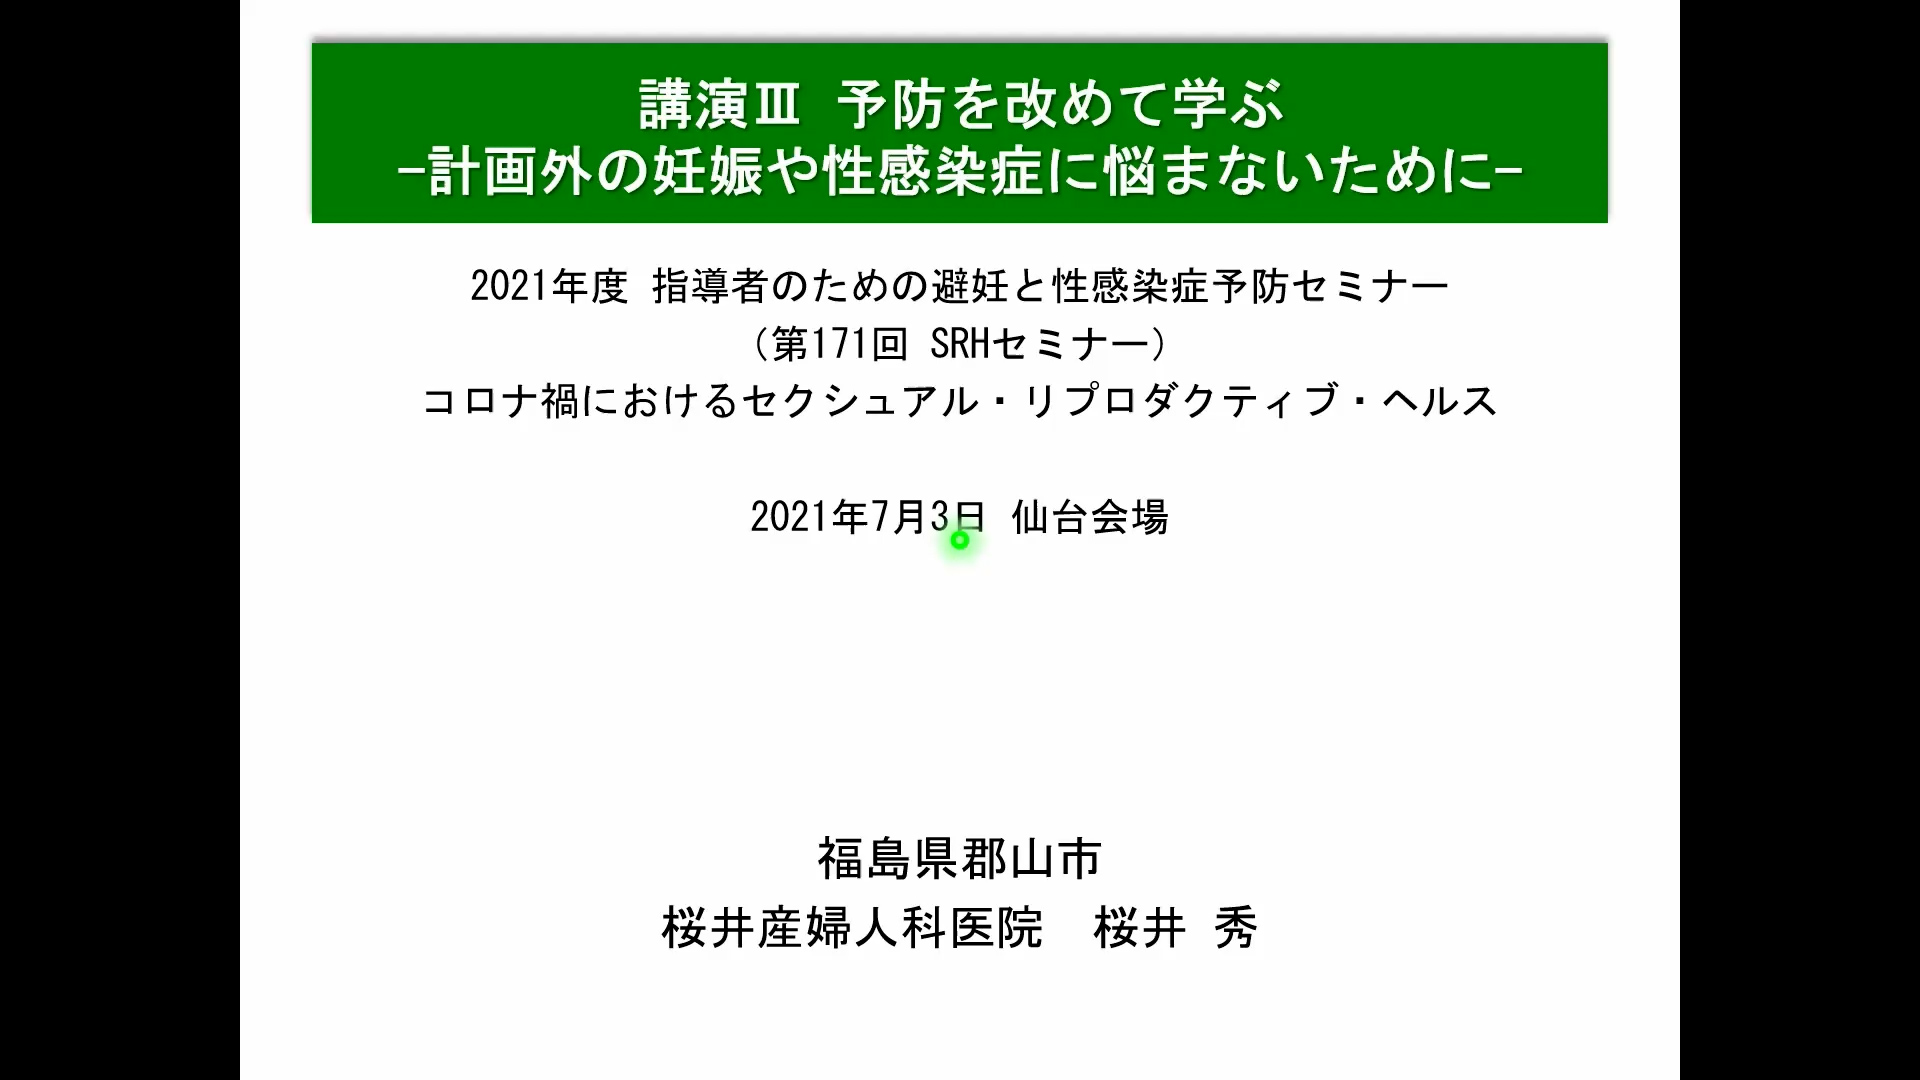 講演Ⅲ 予防を改めて学ぶ
-計画外の妊娠や性感染症に悩まないために-
2021年度 指導者のための避妊と性感染症予防セミナー
（第171回 SRHセミナー）
コロナ禍におけるセクシュアル・リプロダクティブ・ヘルス
2021年7月3日 仙台会場
福島県郡山市
桜井産婦人科医院　桜井 秀